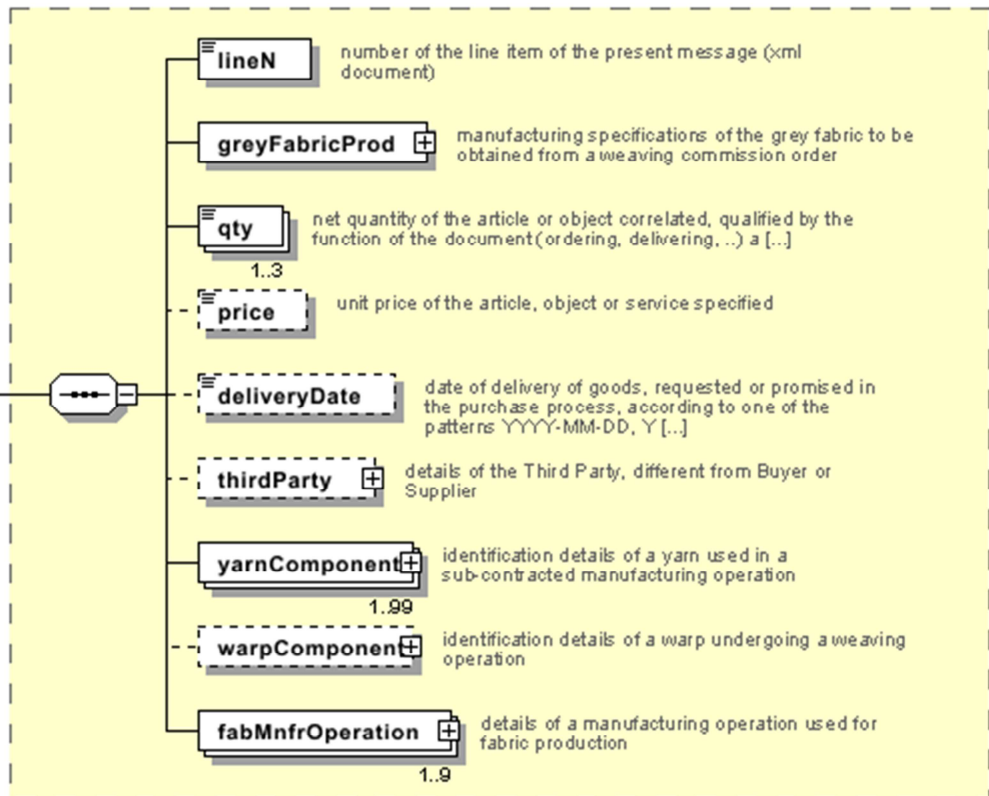 lineN
number of the line item of the present message (xml
document)
greyFabricProd
manufacturing specifications of the grey fabric to be
obtained from a weaving commission order
qty
net quantity of the article or object correlated, qualified by the
function of the document (ordering, delivering, ..) a [...]
1..3
price
unit price of the article, object or service specified
deliveryDate
date of delivery of goods, requested or promised in
the purchase process, according to one of the
patterns YYYY-MM-DD, Y [...]
thirdParty
details of the Third Party, different from Buyer or
Supplier
yarnComponent
identification details of a yarn used in a
sub-contracted manufacturing operation
1..99
warpComponent
identification details of a warp undergoing a weaving
operation
fabMnfrOperation
details of a manufacturing operation used for
fabric production
1..9